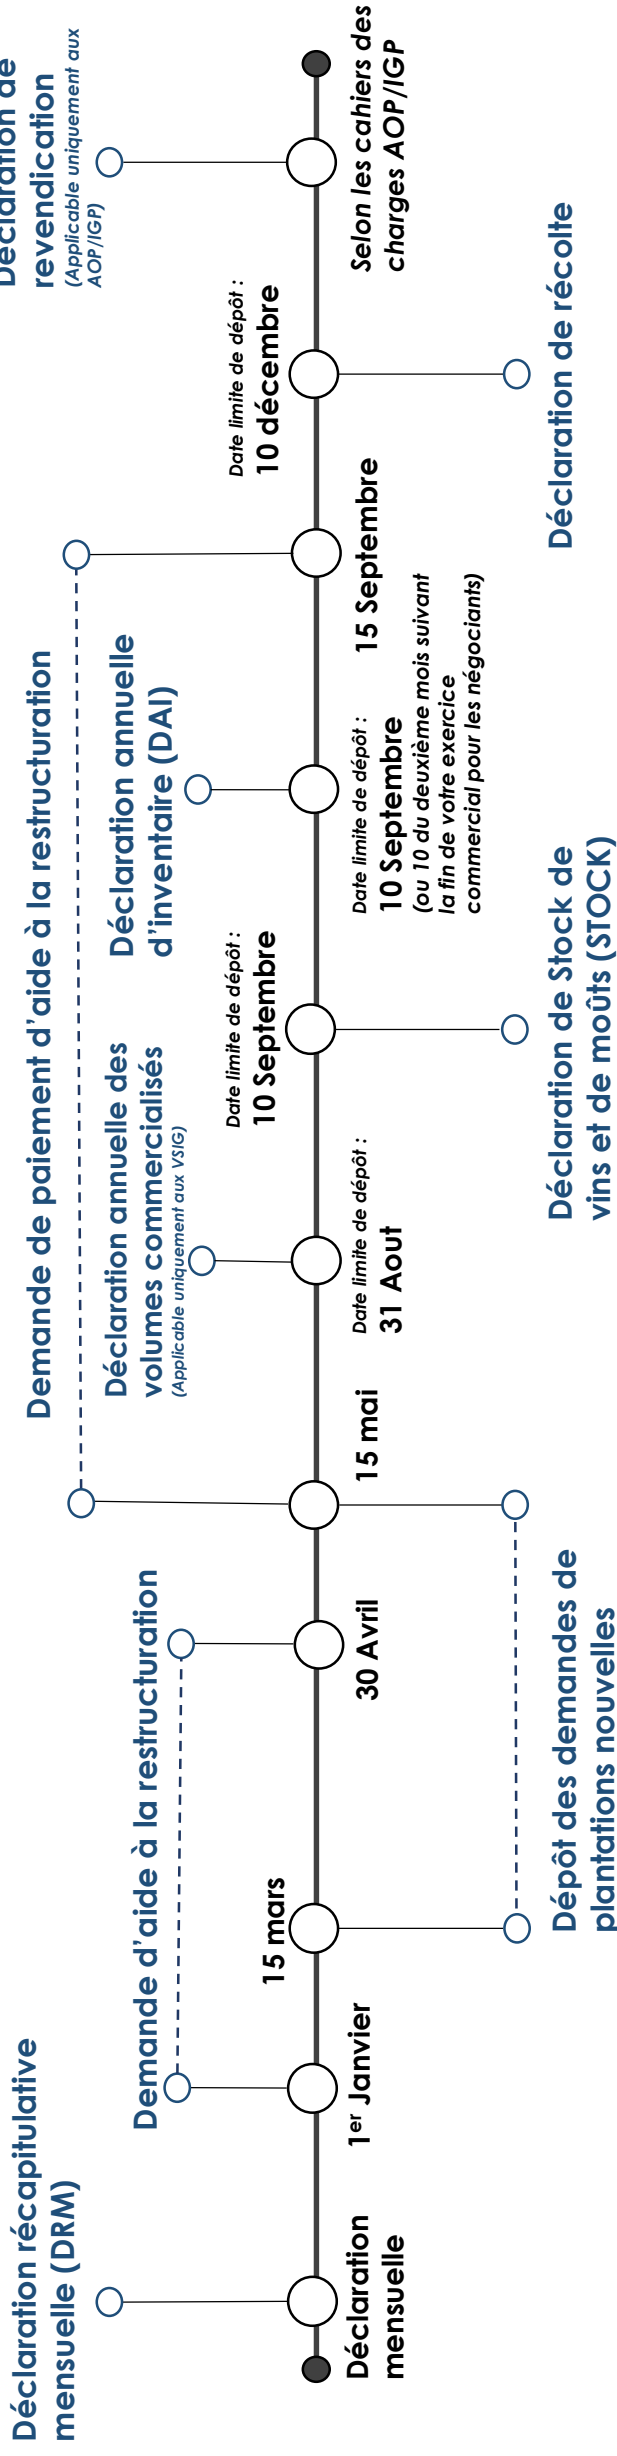 Déclaration récapitulative
mensuelle (DRM)
Déclaration
mensuelle
Demande d’aide à la restructuration
1er Janvier
15 mars
Dépôt des demandes de
plantations nouvelles
30 Avril
15 mai
Demande de paiement d’aide à la restructuration
Déclaration annuelle des
volumes commercialisés
(Applicable uniquement aux VSIG)
Date limite de dépôt :
31 Aout
Date limite de dépôt :
10 Septembre
Déclaration de Stock de
vins et de moûts (STOCK)
Déclaration annuelle
d’inventaire (DAI)
Date limite de dépôt :
10 Septembre
(ou 10 du deuxième mois suivant
la fin de votre exercice
commercial pour les négociants)
15 Septembre
Date limite de dépôt :
10 décembre
Déclaration de récolte
Déclaration de
revendication
(Applicable uniquement aux
AOP/IGP)
Selon les cahiers des
charges AOP/IGP